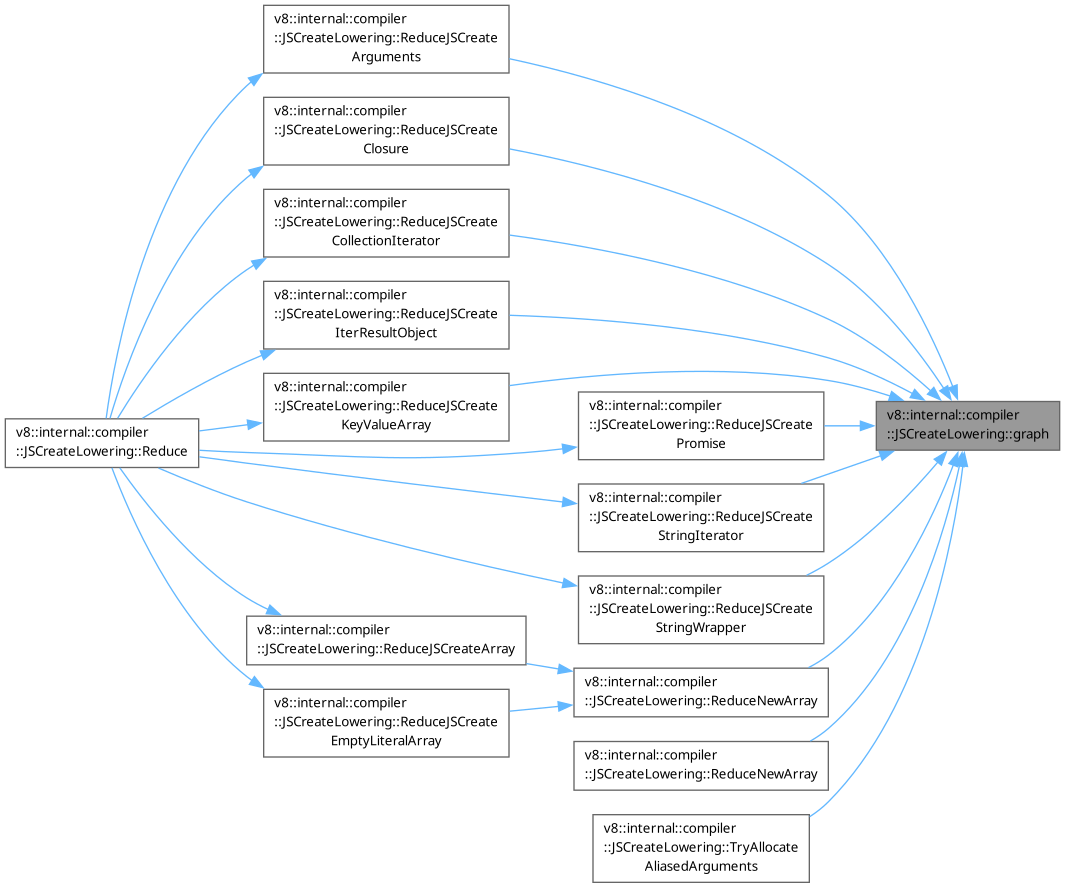 v8::internal::compiler
::JSCreateLowering::ReduceJSCreate
Arguments
v8::internal::compiler
::JSCreateLowering::ReduceJSCreate
Closure
v8::internal::compiler
::JSCreateLowering::ReduceJSCreate
CollectionIterator
v8::internal::compiler
::JSCreateLowering::ReduceJSCreate
IterResultObject
v8::internal::compiler
::JSCreateLowering::ReduceJSCreate
KeyValueArray
v8::internal::compiler
::JSCreateLowering::ReduceJSCreate
Promise
v8::internal::compiler
::JSCreateLowering::graph
v8::internal::compiler
::JSCreateLowering::Reduce
v8::internal::compiler
::JSCreateLowering::ReduceJSCreate
StringIterator
v8::internal::compiler
::JSCreateLowering::ReduceJSCreate
StringWrapper
v8::internal::compiler
::JSCreateLowering::ReduceJSCreateArray
v8::internal::compiler
::JSCreateLowering::ReduceNewArray
v8::internal::compiler
::JSCreateLowering::ReduceJSCreate
EmptyLiteralArray
v8::internal::compiler
::JSCreateLowering::ReduceNewArray
v8::internal::compiler
::JSCreateLowering::TryAllocate
AliasedArguments